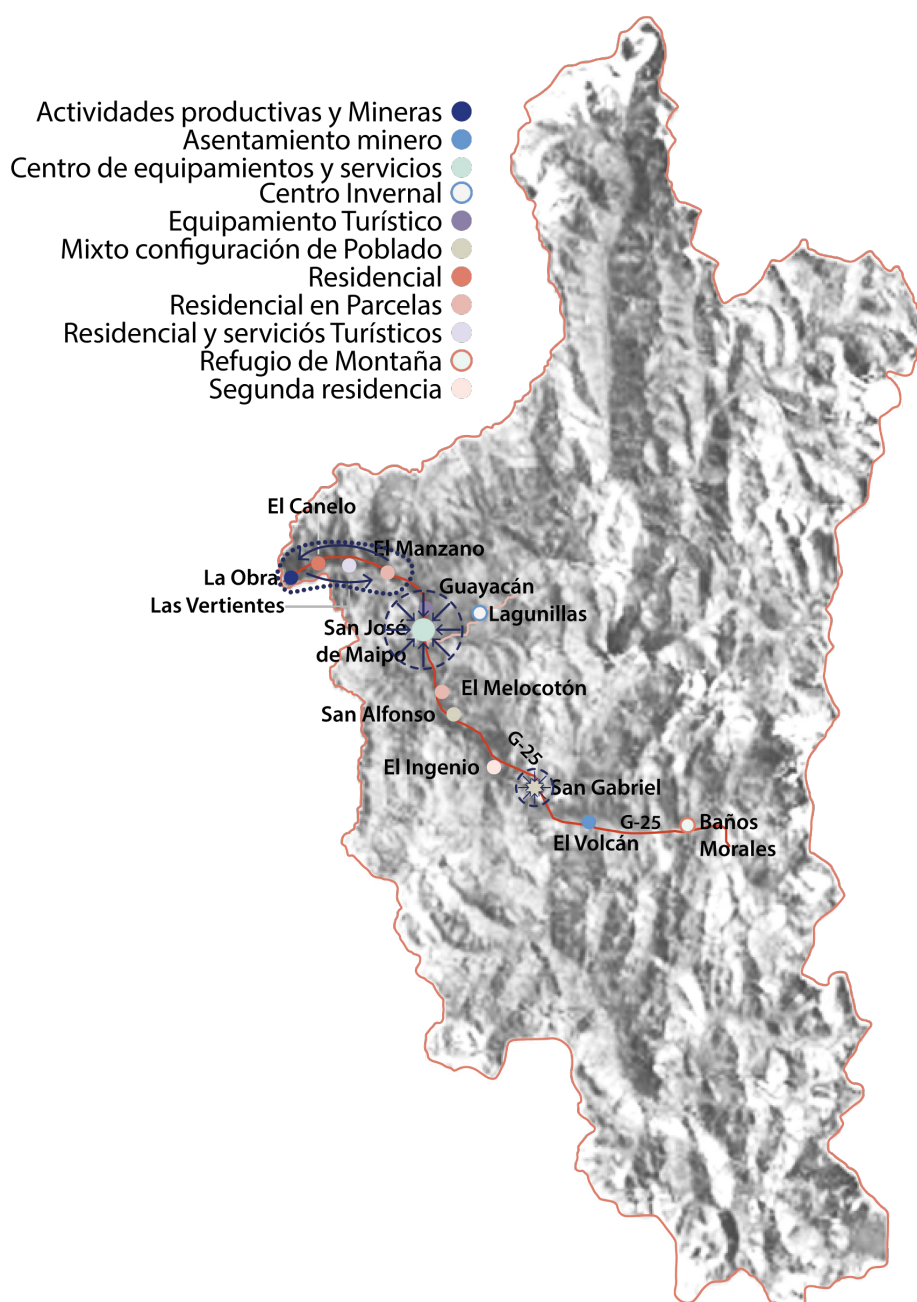 Actividades productivas y Mineras
Asentamiento minero
Centro de equipamientos y servicios
Centro Invernal
Equipamiento Turístico
Mixto configuración de Poblado
Residencial
Residencial en Parcelas
Residencial y serviciós Turísticos
Refugio de Montaña
Segunda residencia
El Canelo
El Manzano
La Obra
Guayacán
Las Vertientes
Lagunillas
San José
de Maipo
El Melocotón
San Alfonso
G-25
El Ingenio
San Gabriel
G-25
Baños
Morales
El Volcán